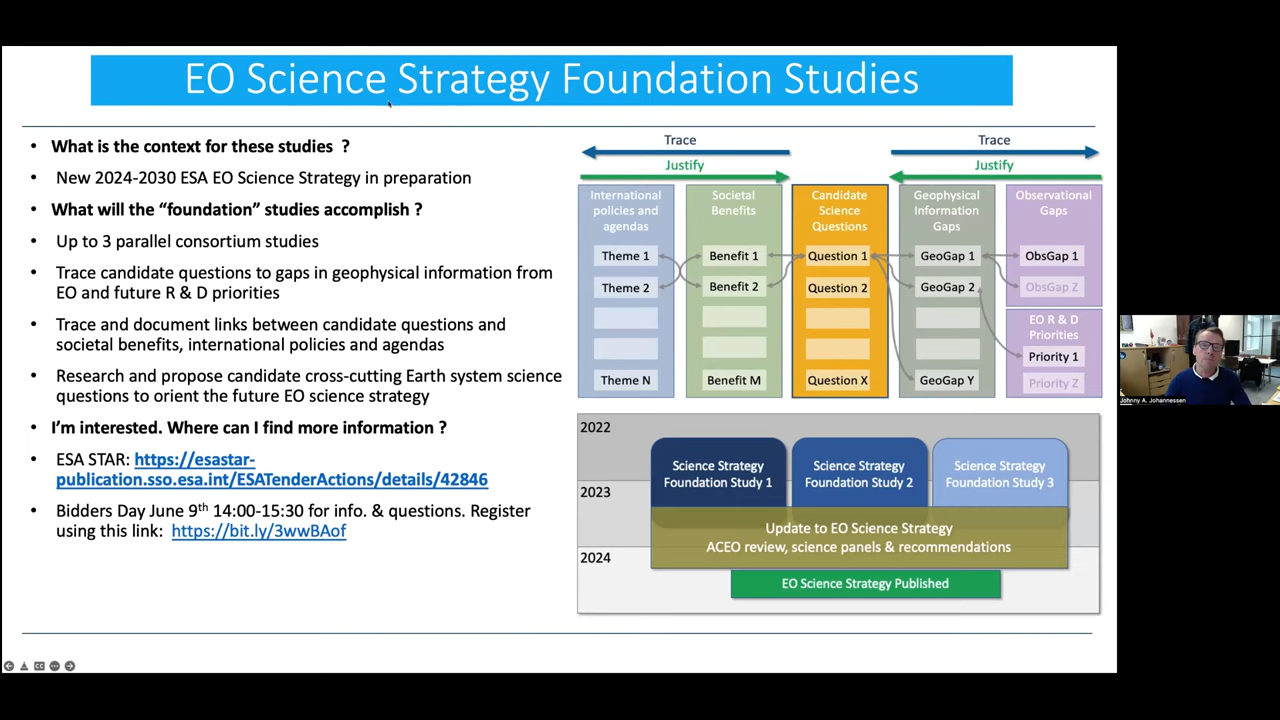 EO Science Strategy Foundation Studies
• What is the context for these studies ?
• New 2024-2030 ESA EO Science Strategy in preparation
• What will the “foundation” studies accomplish ?
• Up to 3 parallel consortium studies
• Trace candidate questions to gaps in geophysical information from
EO and future R & D priorities
• Trace and document links between candidate questions and
societal benefits, international policies and agendas
• Research and propose candidate cross-cutting Earth system science
questions to orient the future EO science strategy
• I’m interested. Where can I find more information ?
• ESA STAR: https://esastar-
publication.sso.esa.int/ESATenderActions/details/42846
• Bidders Day June 9th 14:00-15:30 for info. & questions. Register
using this link: https://bit.ly/3wwBAof
Trace
Justify
Trace
Justify
International
policies and
agendas
Theme 1
Theme 2
Theme N
Societal
Benefits
Benefit 1
Benefit 2
Benefit M
Candidate
Science
Questions
Question 1
Question 2
Question X
Geophysical
Information
Gaps
GeoGap 1
GeoGap 2
GeoGap Y
Observational
Gaps
ObsGap 1
ObsGap Z
EO R & D
Priorities
Priority 1
Priority Z
2022
2023
2024
Science Strategy
Foundation Study 1
Science Strategy
Foundation Study 2
Science Strategy
Foundation Study 3
Update to EO Science Strategy
ACEO review, science panels & recommendations
EO Science Strategy Published
Johnny A. Johannessen